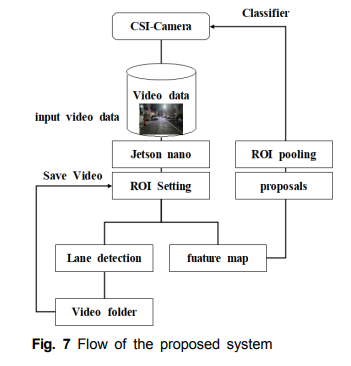 Classifier
CSI-Camera
Video data
input video data
Jetson nano
ROI pooling
Save Video
ROI Setting
proposals
Lane detection
fuature map
Video folder
Fig. 7 Flow of the proposed system